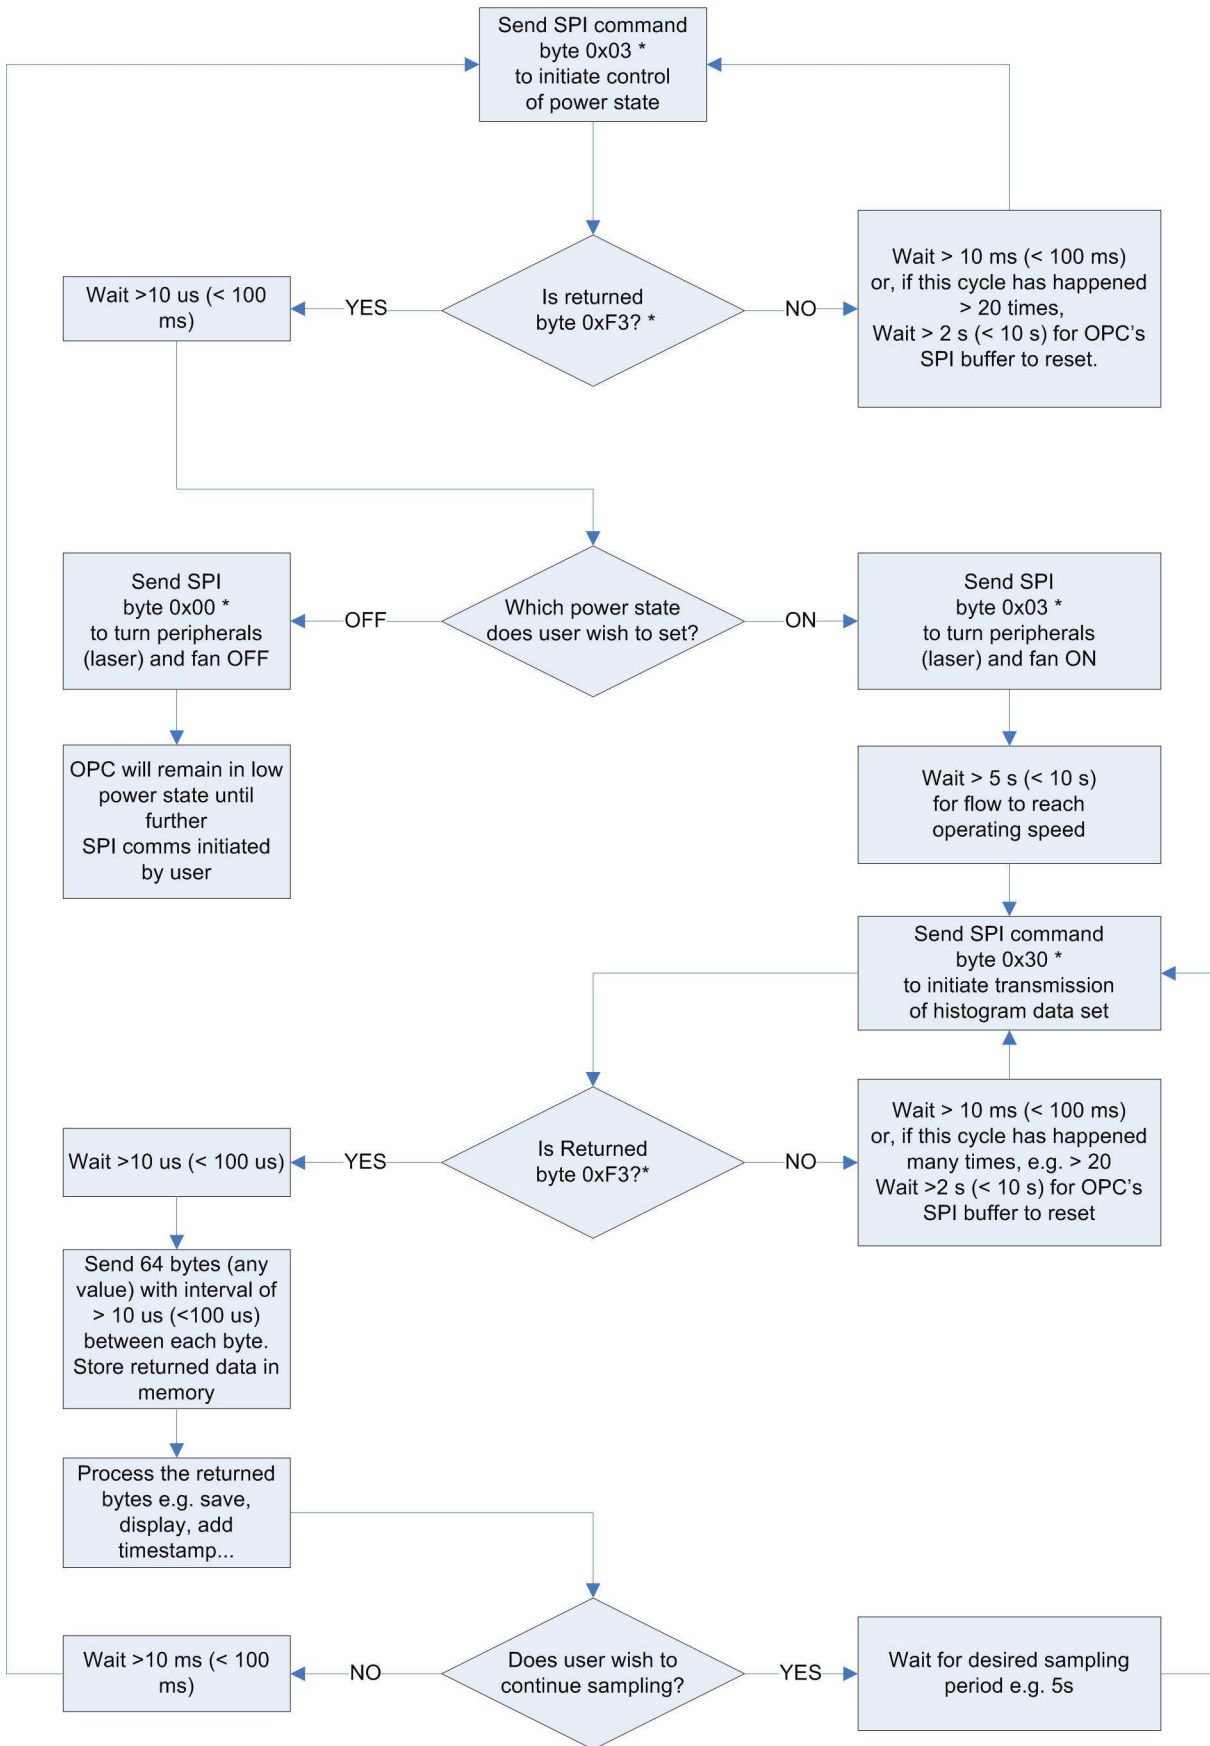 Send SPI command
byte 0x03 *
to initiate control
of power state
Wait > 10 ms (< 100 ms)
or, if this cycle has happened
> 20 times,
Wait > 2 s (< 10 s) for OPC's
SPI buffer to reset.
Wait >10 us (< 100
ms)
YES
Is returned
byte 0xF3? *
NO
Send SPI
byte 0x00 *
to turn peripherals
(laser) and fan OFF
OFF
Which power state
does user wish to set?
ON
Send SPI
byte 0x03 *
to turn peripherals
(laser) and fan ON
OPC will remain in low
power state until
further
SPI comms initiated
by user
Wait > 5 s (< 10 s)
for flow to reach
operating speed
Send SPI command
byte 0x30 *
to initiate transmission
of histogram data set
Wait >10 us (< 100 us)
YES
Is Returned
byte 0xF3?*
NO
Wait > 10 ms (< 100 ms)
or, if this cycle has happened
many times, e.g. > 20
Wait >2 s (< 10 s) for OPC's
SPI buffer to reset
Send 64 bytes (any
value) with interval of
> 10 us (<100 us)
between each byte.
Store returned data in
memory
Process the returned
bytes e.g. save,
display, add
timestamp...
Wait >10 ms (< 100
ms)
NO
Does user wish to
continue sampling?
YES
Wait for desired sampling
period e.g. 5s